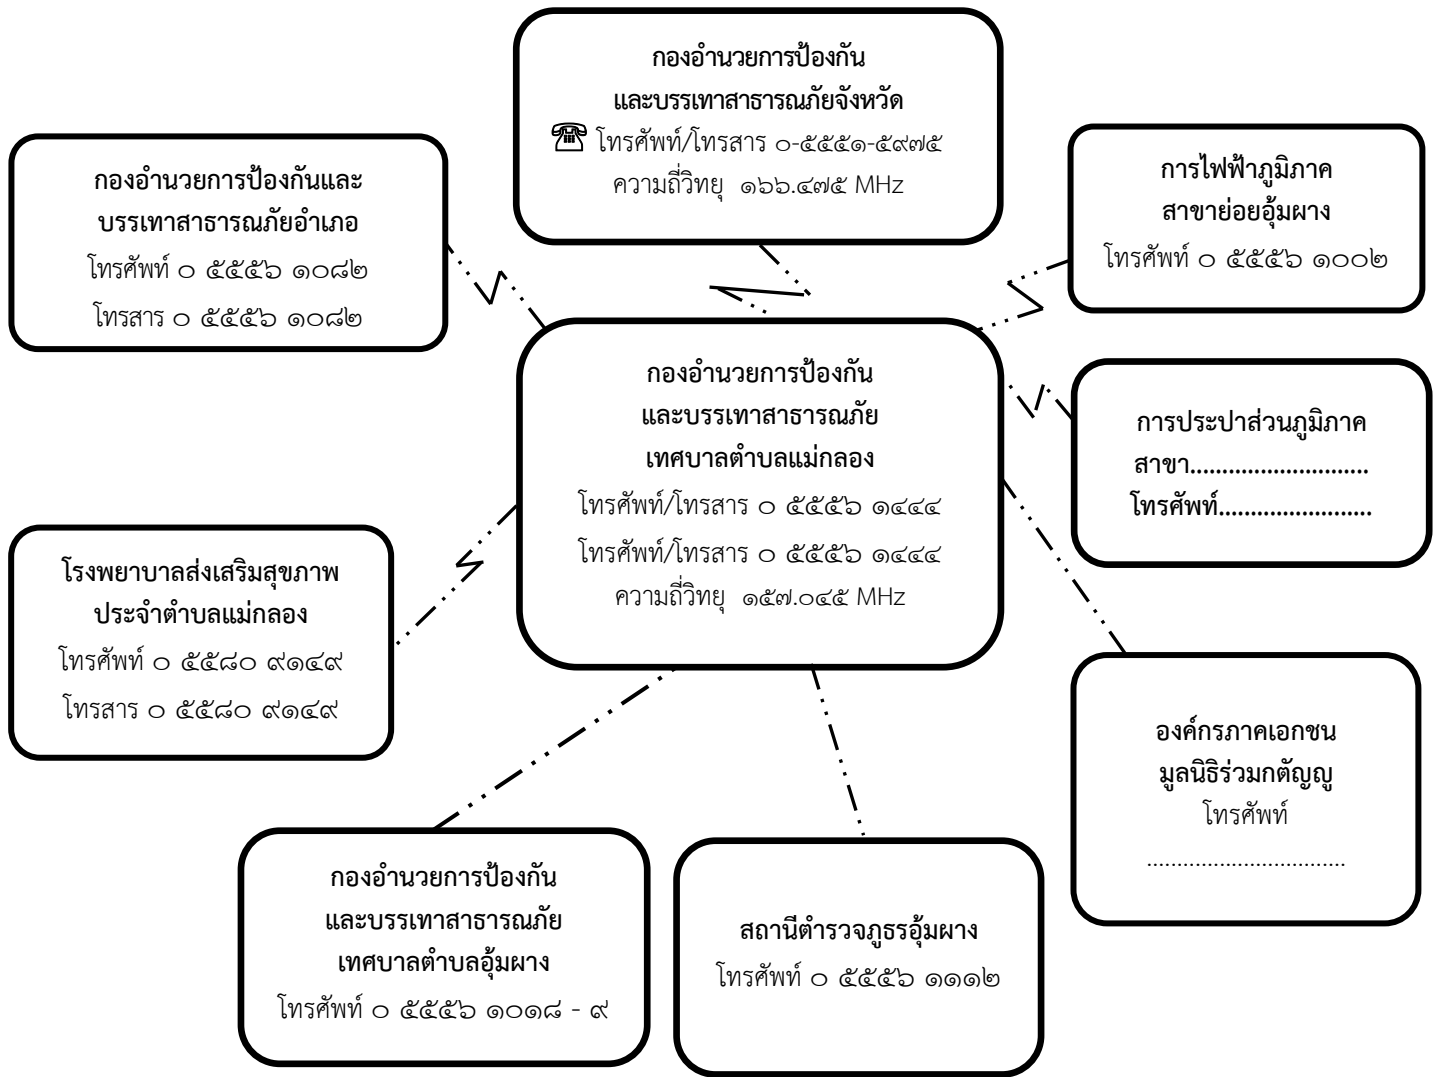 กองอำนวยการป้องกัน
และบรรเทาสาธารณภัยจังหวัด
☎ โทรศัพท์/โทรสาร ๐-๕๕๕๑-๕๙๗๕
ความถี่วิทยุ ๑๖๖.๔๗๕ MHz
กองอำนวยการป้องกันและ
บรรเทาสาธารณภัยอำเภอ
โทรศัพท์ ๐ ๕๕๕๖ ๑๐๘๒
โทรสาร ๐ ๕๕๕๖ ๑๐๘๒
การไฟฟ้าภูมิภาค
สาขาย่อยอุ้มผาง
โทรศัพท์ ๐ ๕๕๕๖ ๑๐๐๒
กองอำนวยการป้องกัน
และบรรเทาสาธารณภัย
เทศบาลตำบลแม่กลอง
โทรศัพท์/โทรสาร ๐ ๕๕๕๖ ๑๔๔๔
โทรศัพท์/โทรสาร ๐ ๕๕๕๖ ๑๔๔๔
ความถี่วิทยุ ๑๕๗.๐๔๕ MHz
การประปาส่วนภูมิภาค
สาขา............................
โทรศัพท์........................
โรงพยาบาลส่งเสริมสุขภาพ
ประจำตำบลแม่กลอง
โทรศัพท์ ๐ ๕๕๘๐ ๙๑๔๙
โทรสาร ๐ ๕๕๘๐ ๙๑๔๙
องค์กรภาคเอกชน
มูลนิธิร่วมกตัญญู
โทรศัพท์
.................................
กองอำนวยการป้องกัน
และบรรเทาสาธารณภัย
เทศบาลตำบลอุ้มผาง
โทรศัพท์ ๐ ๕๕๕๖ ๑๐๑๘ - ๙
สถานีตำรวจภูธรอุ้มผาง
โทรศัพท์ ๐ ๕๕๕๖ ๑๑๑๒